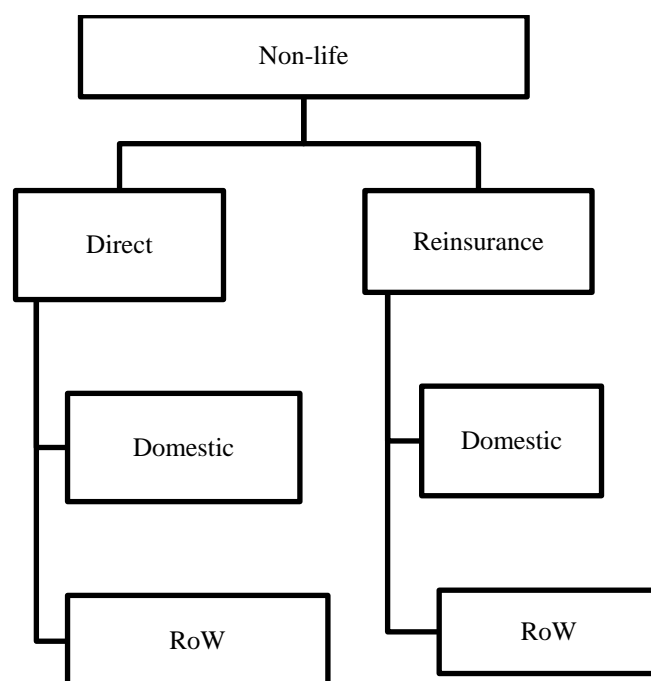 Non-life
Direct
Reinsurance
Domestic
Domestic
RoW
RoW